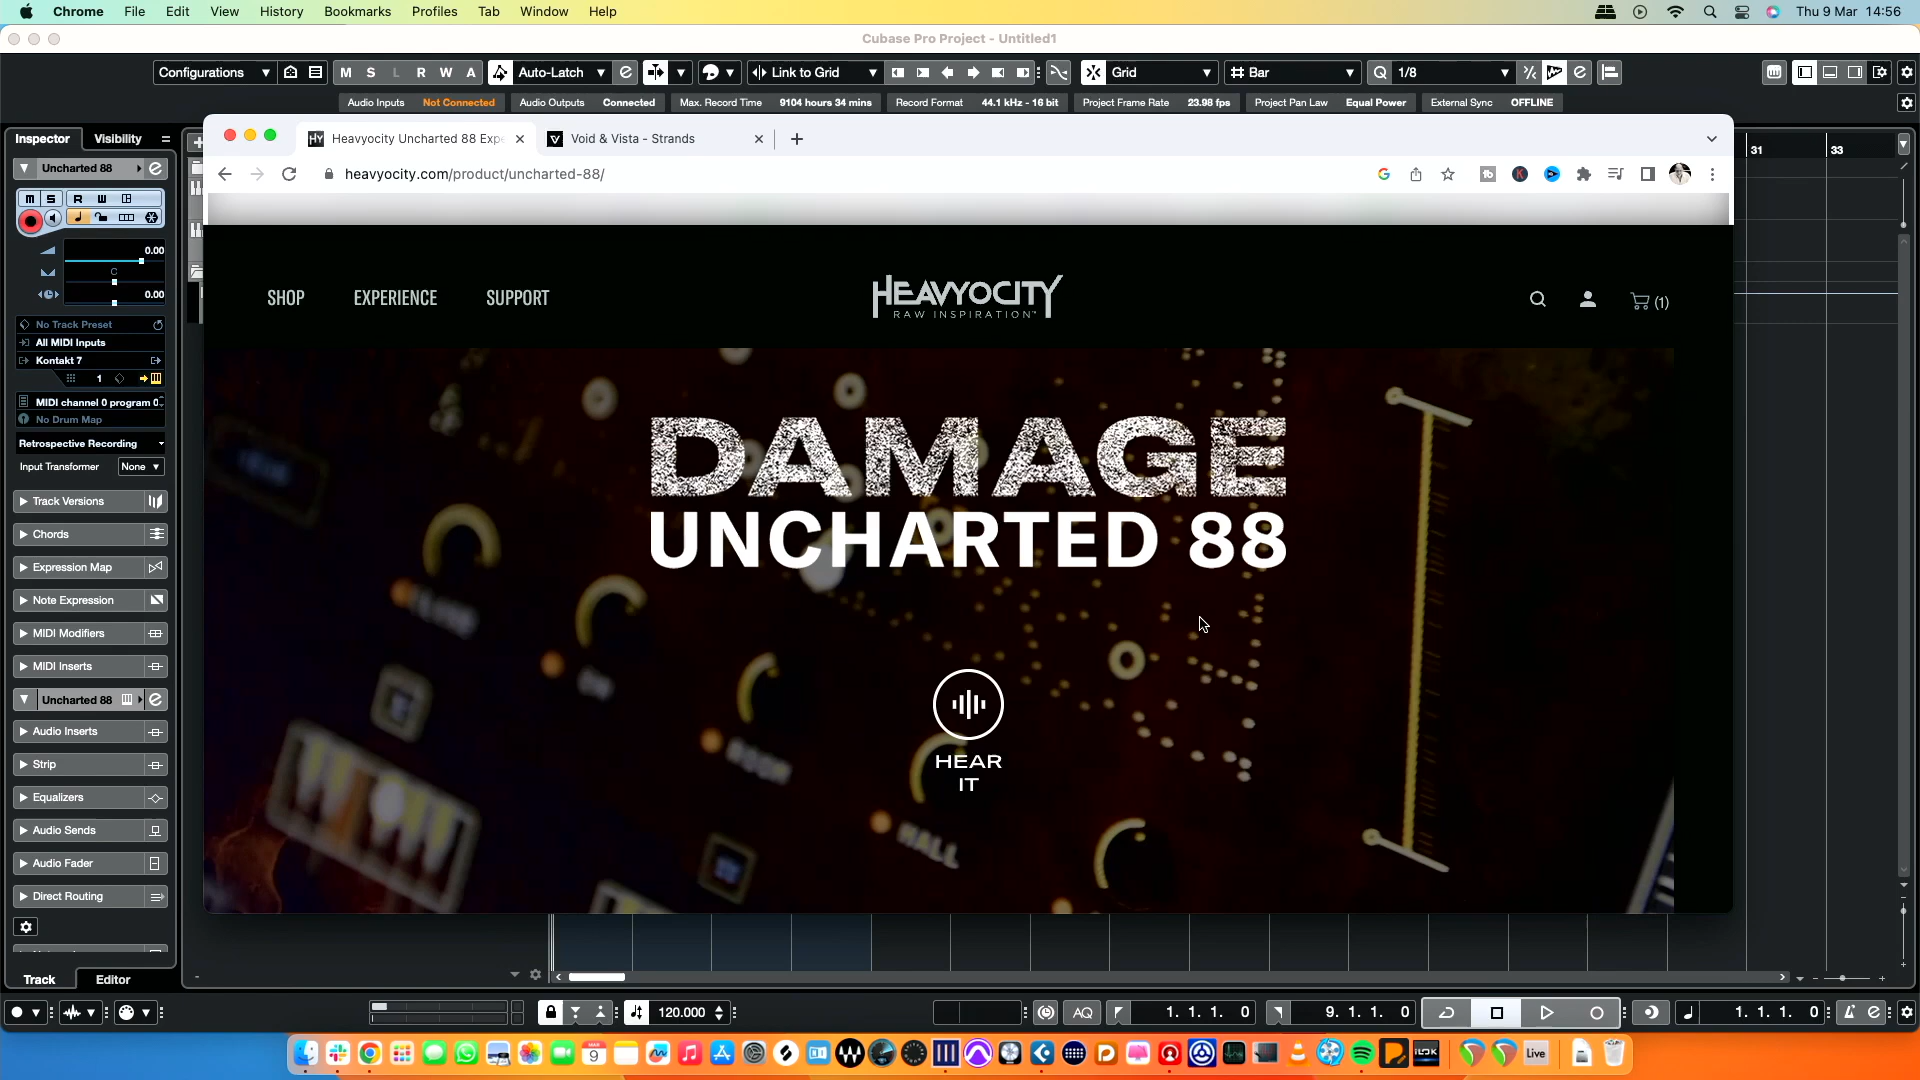 Chrome File Edit View History Bookmarks Profiles Tab Window Help Thu 9 Mar 14:56
Cubase Pro Project - Untitled1
Configurations M S L R W A Auto-Latch Link to Grid Grid Bar Q 1/8
Audio Inputs Not Connected Audio Outputs Connected Max. Record Time 9104 hours 34 mins Record Format 44.1 kHz - 16 bit Project Frame Rate 23.98 fps Project Pan Law Equal Power External Sync OFFLINE
Inspector Visibility
Heavyocity Uncharted 88 Exp Void & Vista - Strands
31 33
Uncharted 88
heavyocity.com/product/uncharted-88/
M S R W
0.00
C
0.00
SHOP EXPERIENCE SUPPORT HEAVYOCITY (1)
RAW INSPIRATION™
No Track Preset
All MIDI Inputs
Kontakt 7
1
MIDI channel 0 program 0
No Drum Map
Retrospective Recording
Input Transformer None
DAMAGE
UNCHARTED 88
Track Versions
Chords
Expression Map
Note Expression
MIDI Modifiers
MIDI Inserts
Uncharted 88
Audio Inserts
Strip
Equalizers
Audio Sends
Audio Fader
Direct Routing
HEAR
IT
ROOM
HALL
Track Editor
120.000 AQ 1. 1. 1. 0 9. 1. 1. 0 1. 1. 1. 0
MAR
9
iLOK
Live